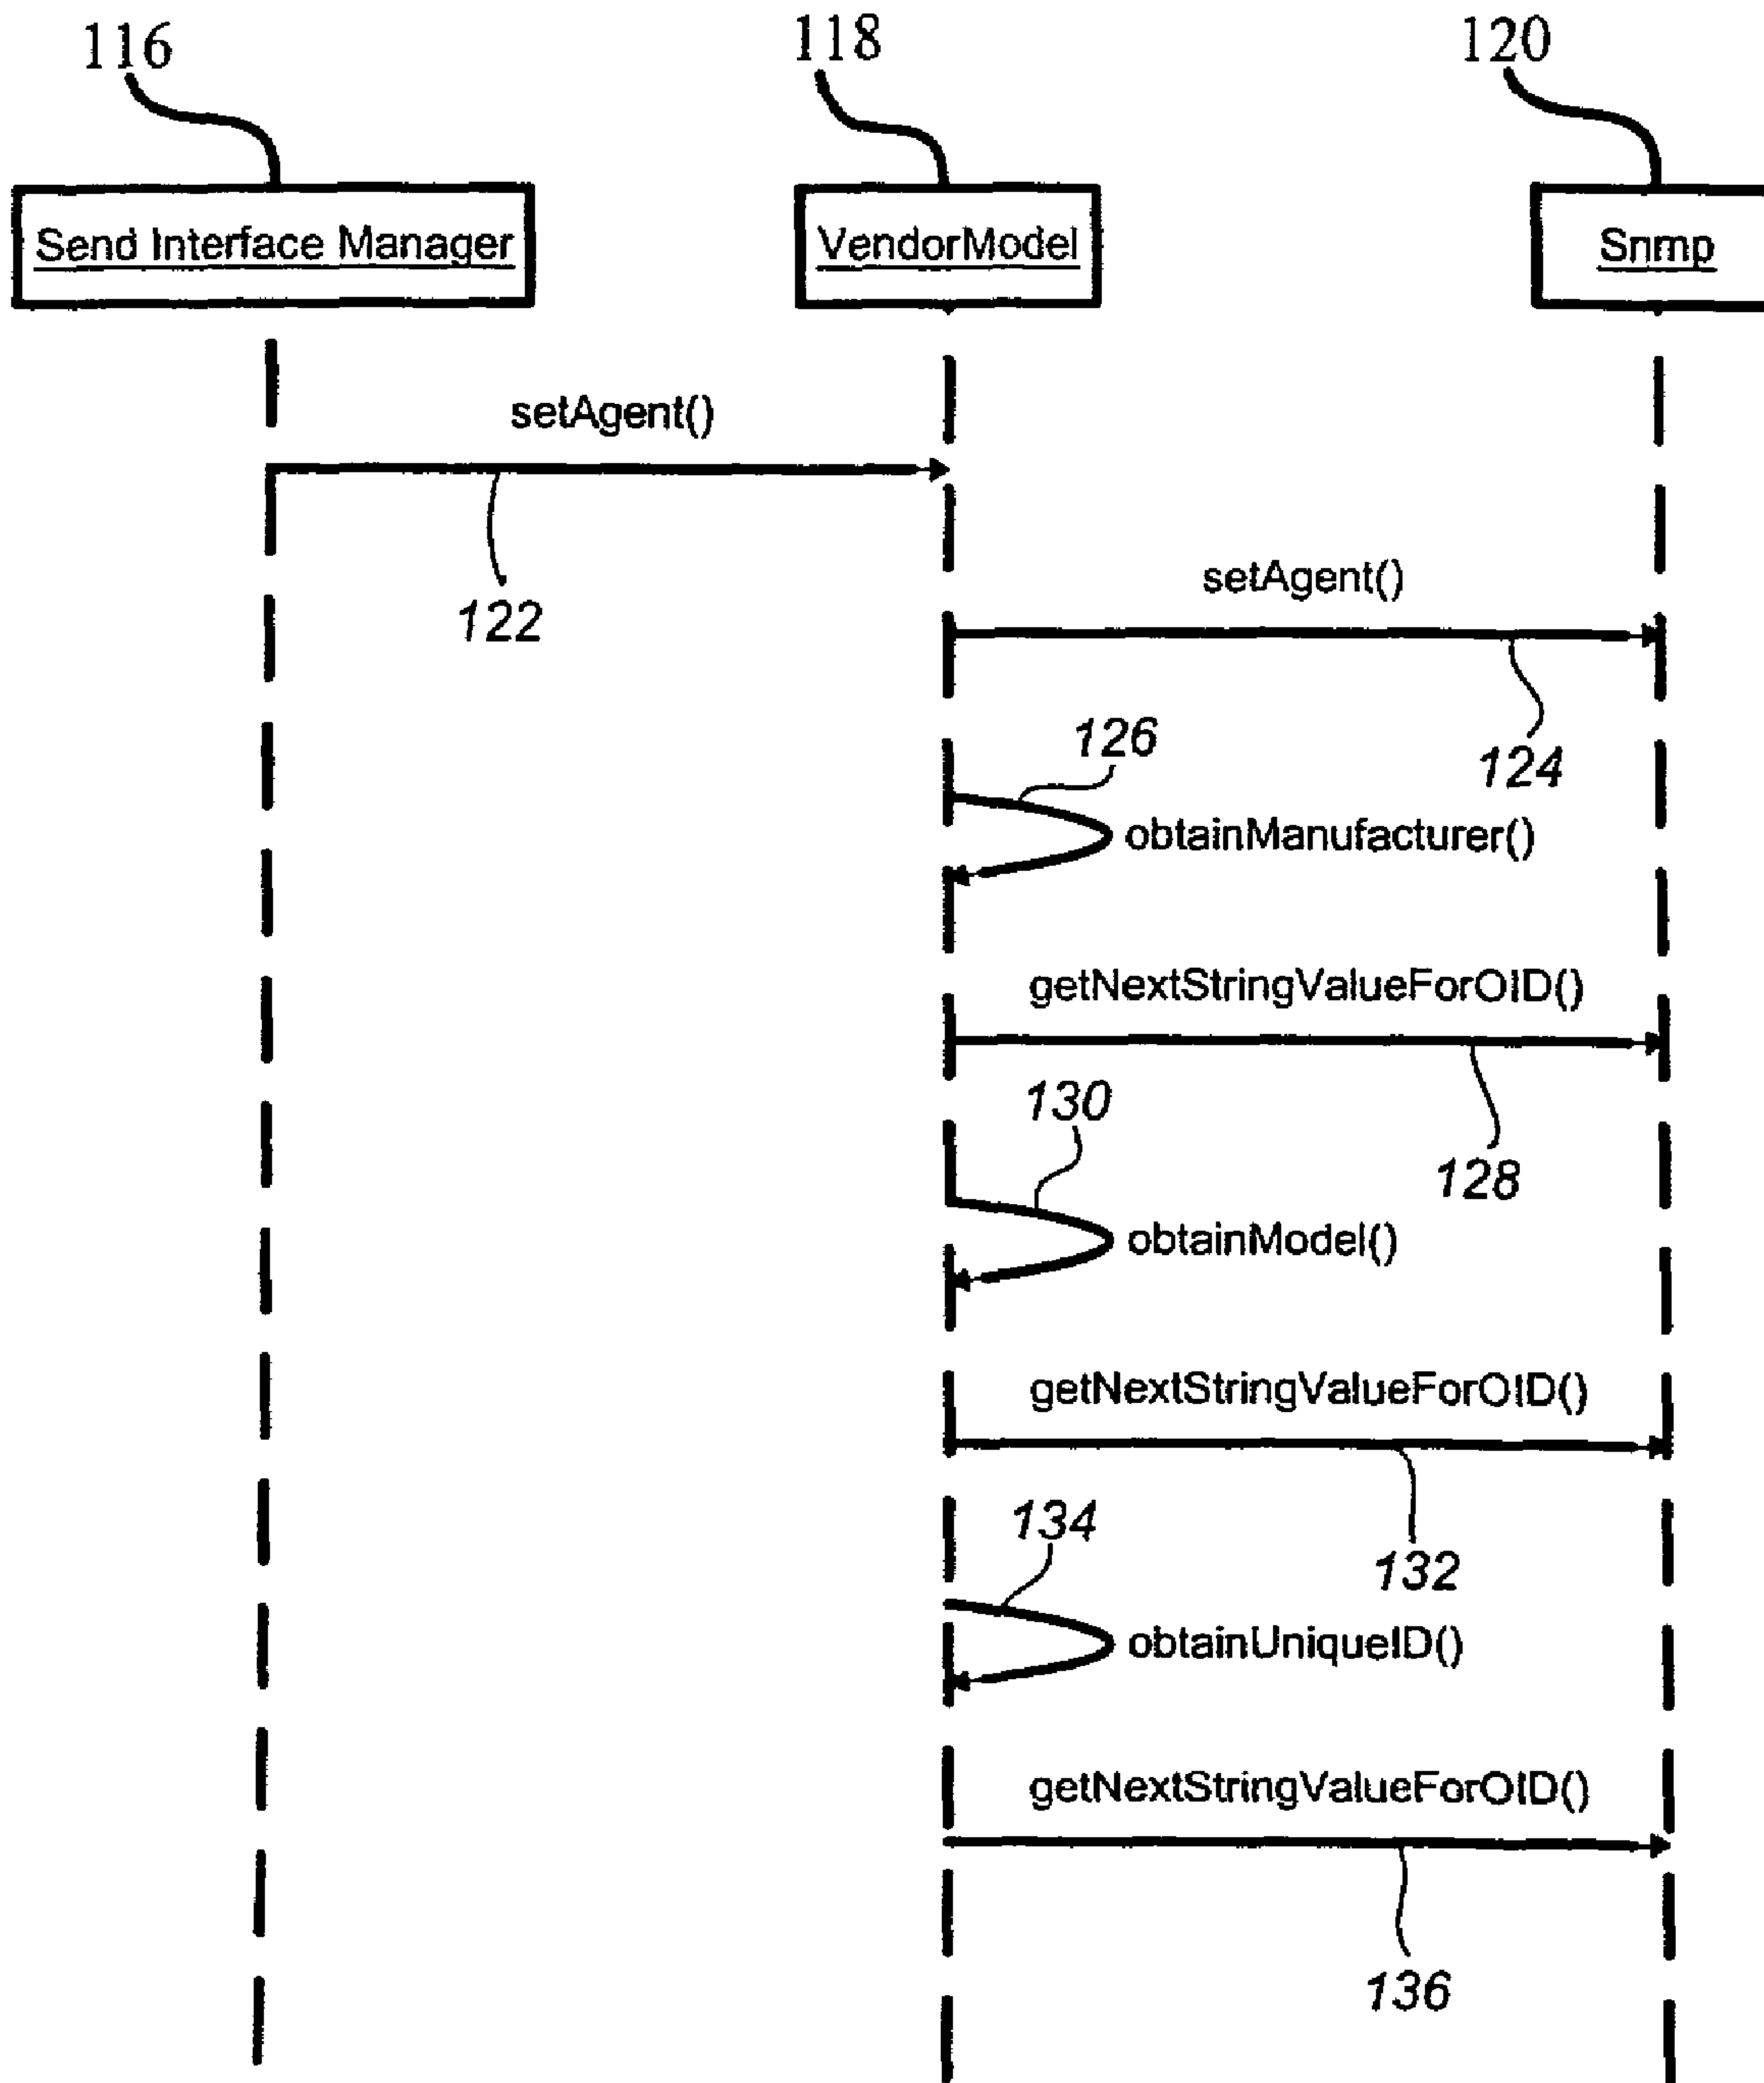 116
118
120
Send Interface Manager
VendorModel
Snmp
setAgent()
122
setAgent()
124
126
obtainManufacturer()
getNextStringValueForOID()
128
130
obtainModel()
getNextStringValueForOID()
132
134
obtainUniqueID()
getNextStringValueForOID()
136